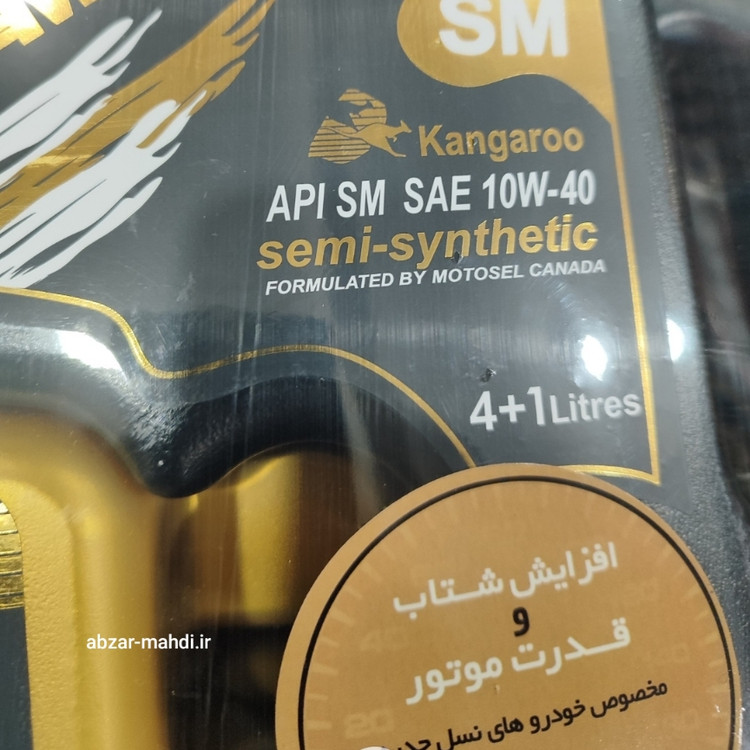 SM
Kangaroo
API SM SAE 10W-40
semi-synthetic
FORMULATED BY MOTOSEL CANADA
4+1 Litres
افزایش شتاب
و
قدرت موتور
مخصوص خودرو های نسل
abzar-mahdi.ir